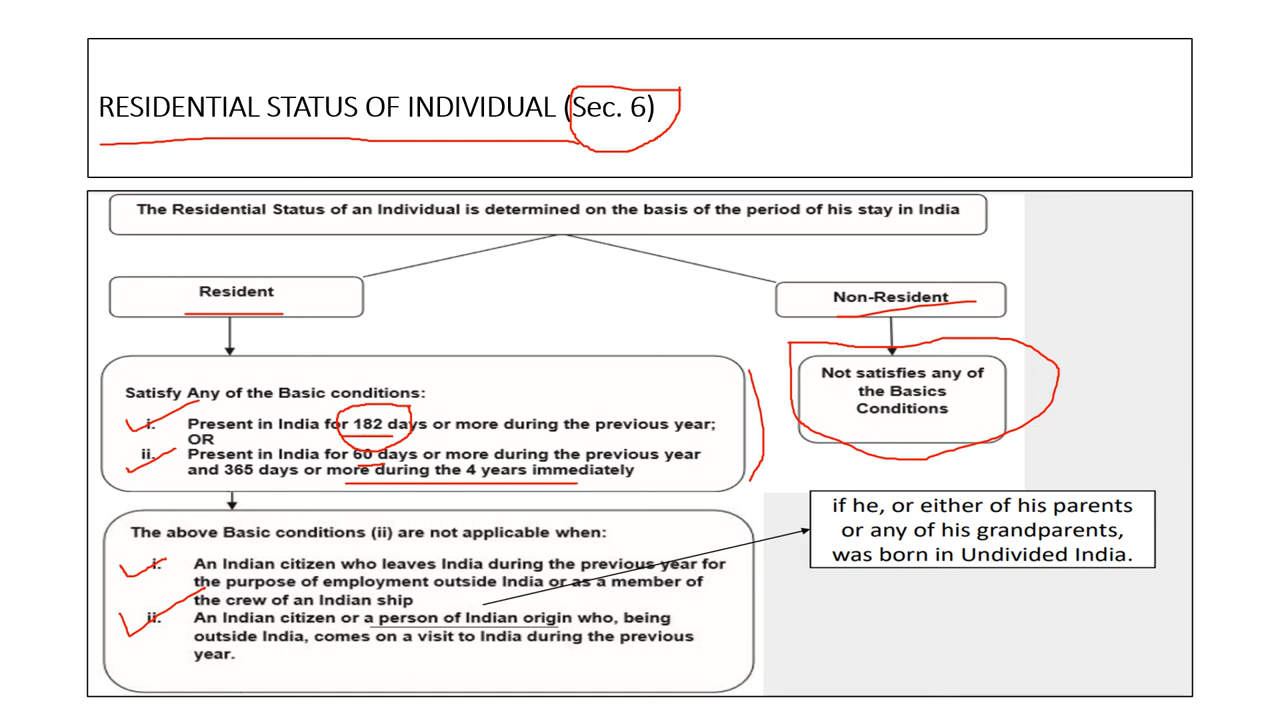 RESIDENTIAL STATUS OF INDIVIDUAL (Sec. 6)
The Residential Status of an Individual is determined on the basis of the period of his stay in India
Resident
Non-Resident
Satisfy Any of the Basic conditions:
i. Present in India for 182 days or more during the previous year;
OR
ii. Present in India for 60 days or more during the previous year
and 365 days or more during the 4 years immediately
Not satisfies any of
the Basics
Conditions
The above Basic conditions (ii) are not applicable when:
i. An Indian citizen who leaves India during the previous year for
the purpose of employment outside India or as a member of
the crew of an Indian ship
ii. An Indian citizen or a person of Indian origin who, being
outside India, comes on a visit to India during the previous
year.
if he, or either of his parents
or any of his grandparents,
was born in Undivided India.